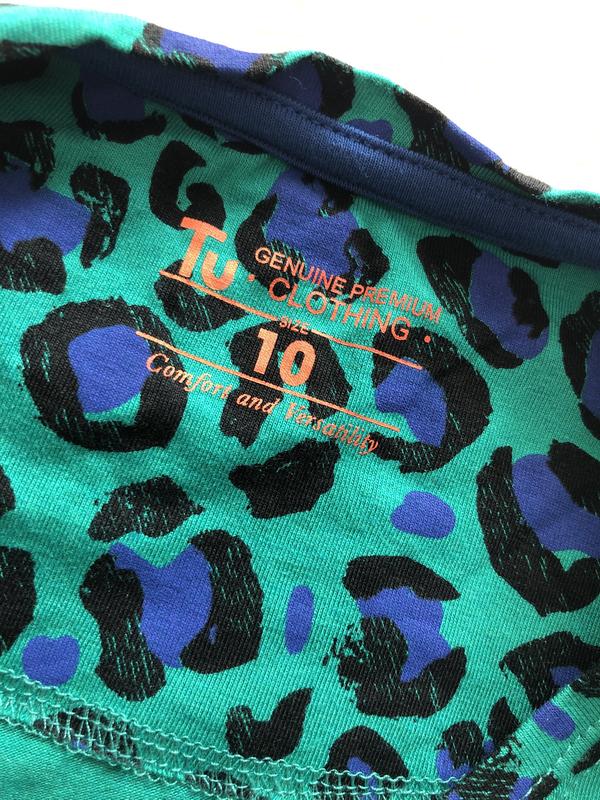 Tu
GENUINE PREMIUM
• CLOTHING •
SIZE
10
Comfort and Versatility